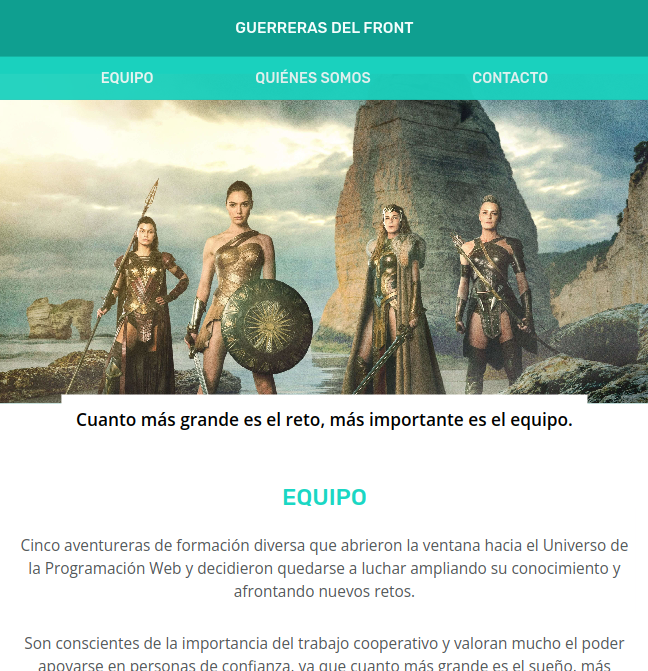 GUERRERAS DEL FRONT
EQUIPO QUIÉNES SOMOS CONTACTO
Cuanto más grande es el reto, más importante es el equipo.
EQUIPO
Cinco aventureras de formación diversa que abrieron la ventana hacia el Universo de
la Programación Web y decidieron quedarse a luchar ampliando su conocimiento y
afrontando nuevos retos.
Son conscientes de la importancia del trabajo cooperativo y valoran mucho el poder
apoyarse en personas de confianza, ya que cuanto más grande es el sueño, más